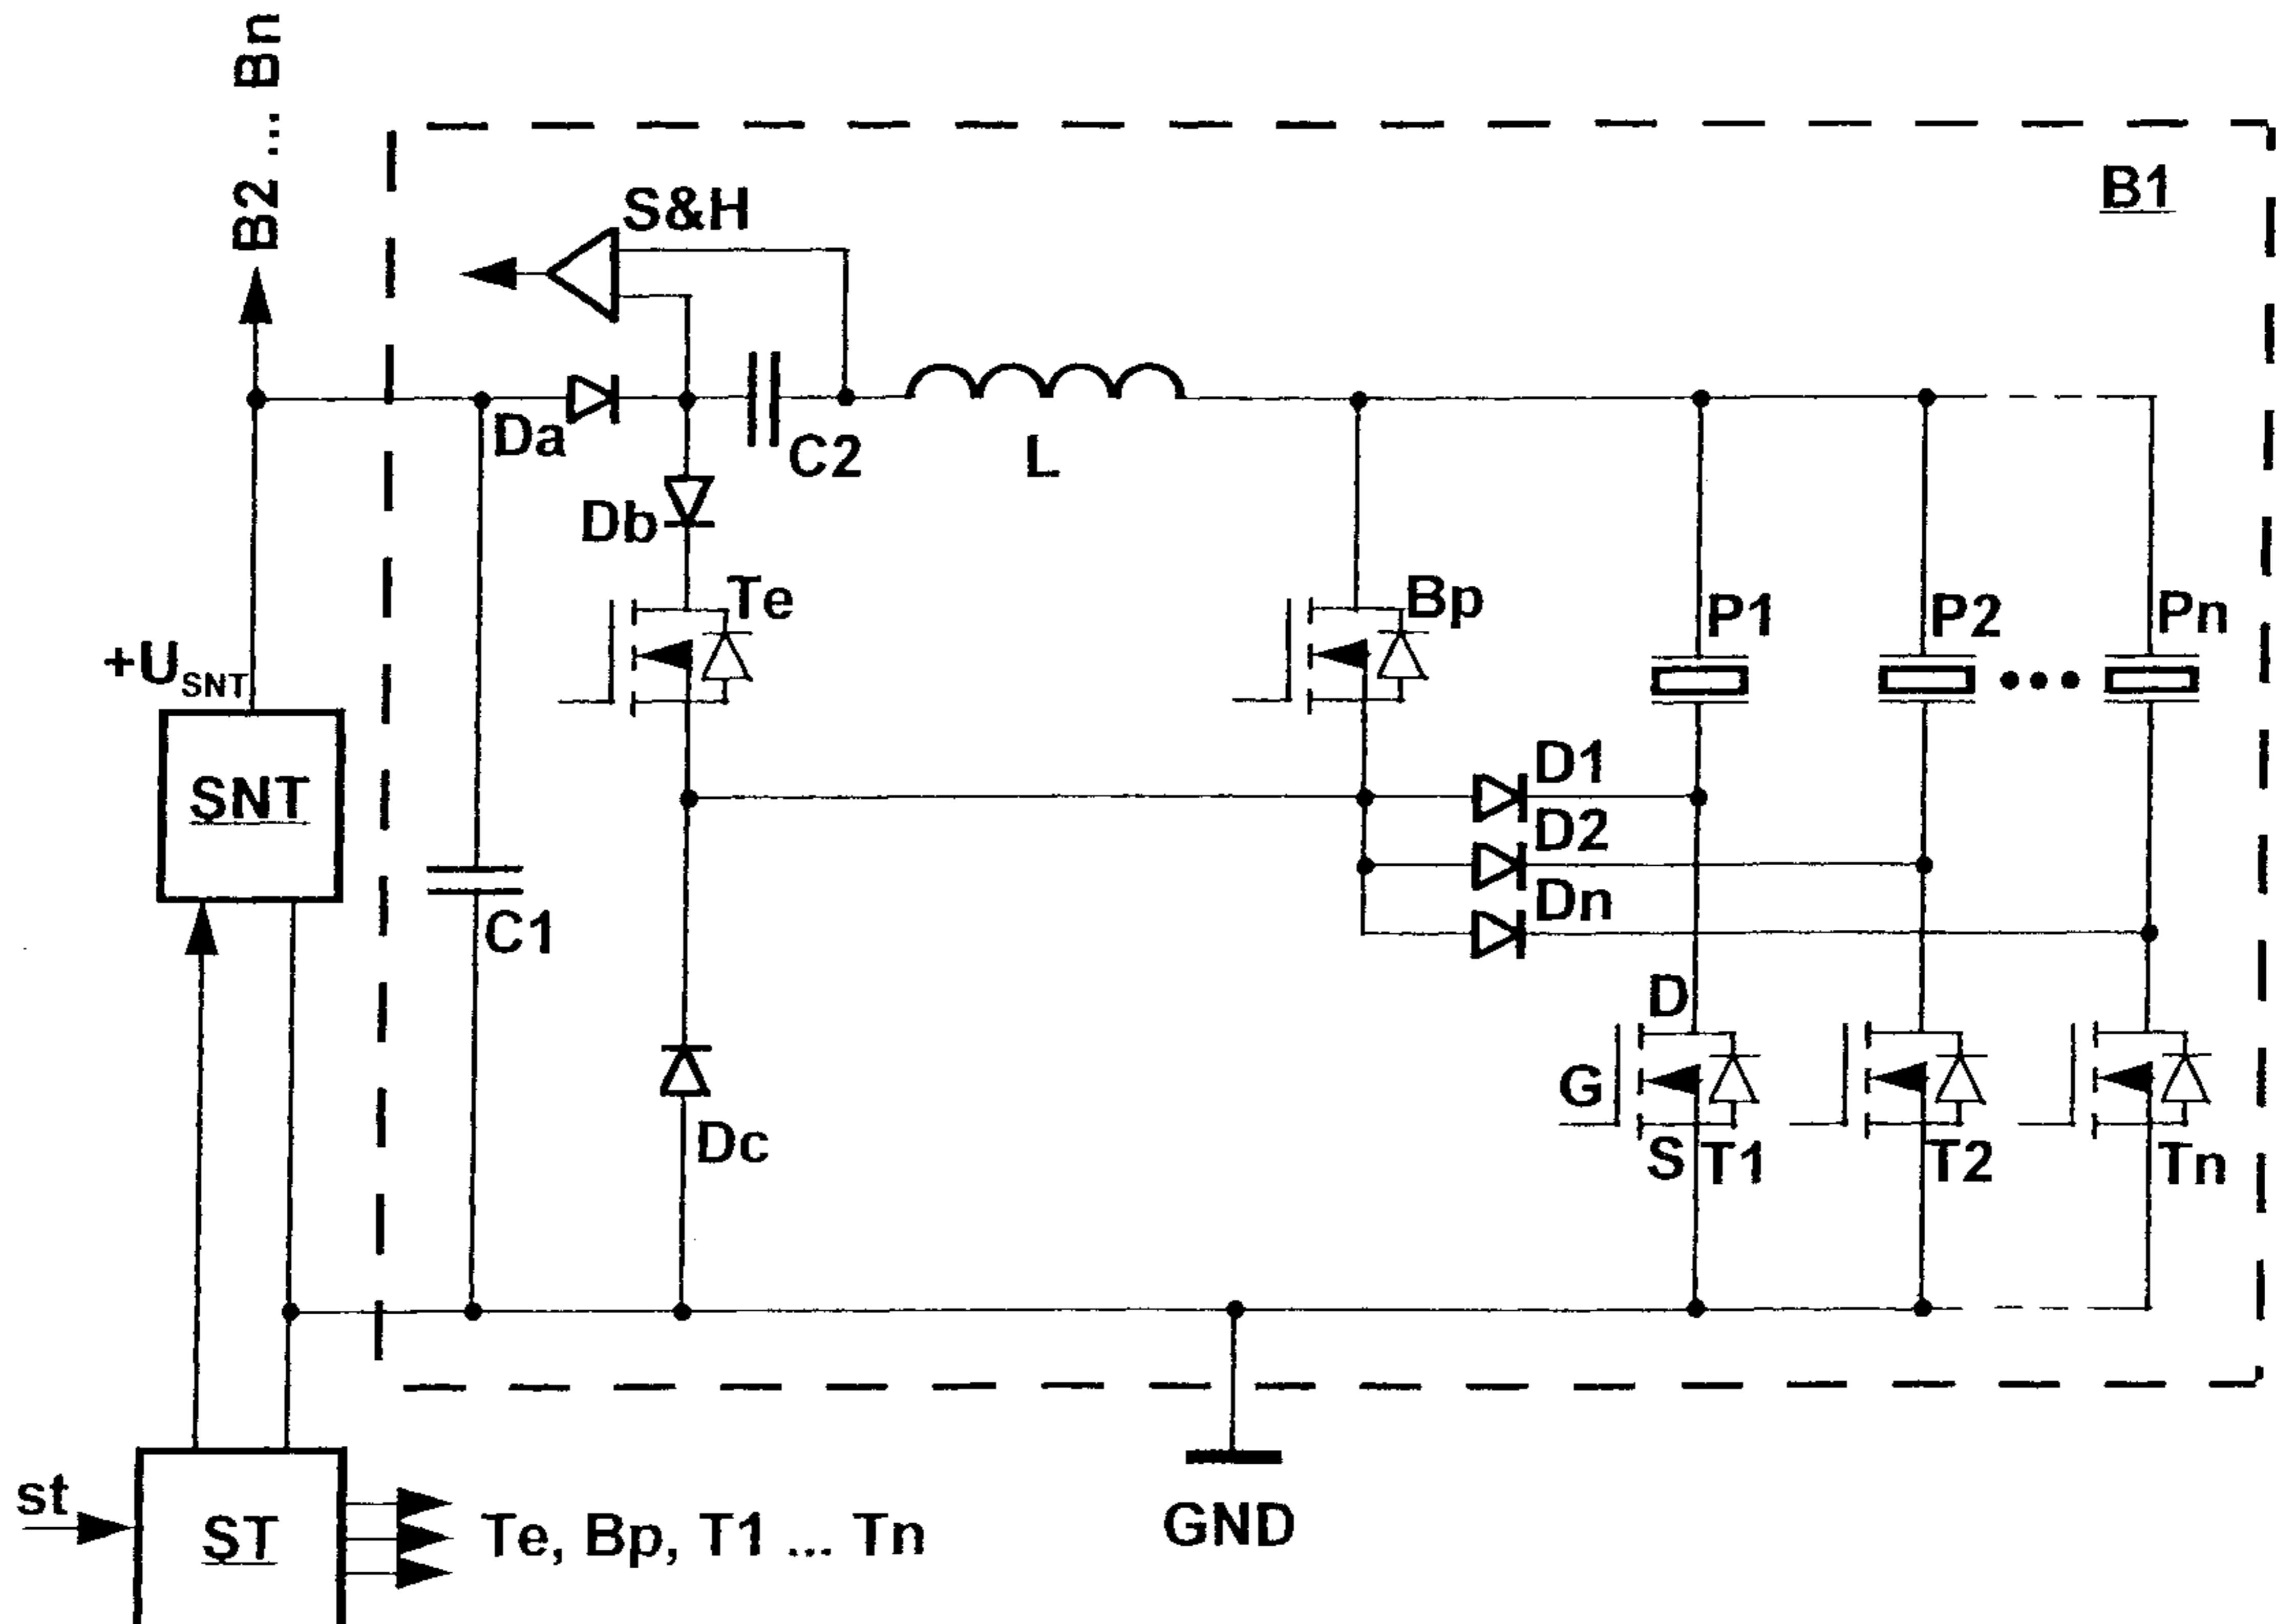 B2 ... Bn
B1
S&H
Da
C2
L
Db
Te
Bp
P1
P2
Pn
+USNT
SNT
D1
D2
Dn
C1
D
G
S
T1
T2
Tn
Dc
st
ST
Te, Bp, T1 ... Tn
GND